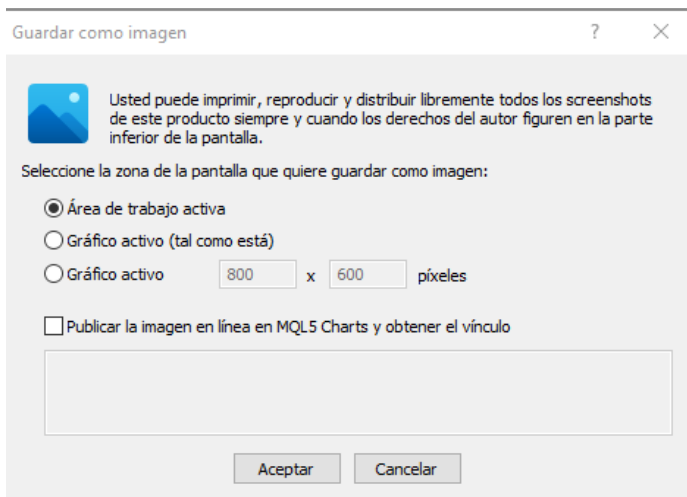 Guardar como imagen
?
Usted puede imprimir, reproducir y distribuir libremente todos los screenshots
de este producto siempre y cuando los derechos del autor figuren en la parte
inferior de la pantalla.
Seleccione la zona de la pantalla que quiere guardar como imagen:
Área de trabajo activa
Gráfico activo (tal como está)
Gráfico activo 800 x 600 píxeles
Publicar la imagen en línea en MQL5 Charts y obtener el vínculo
Aceptar Cancelar